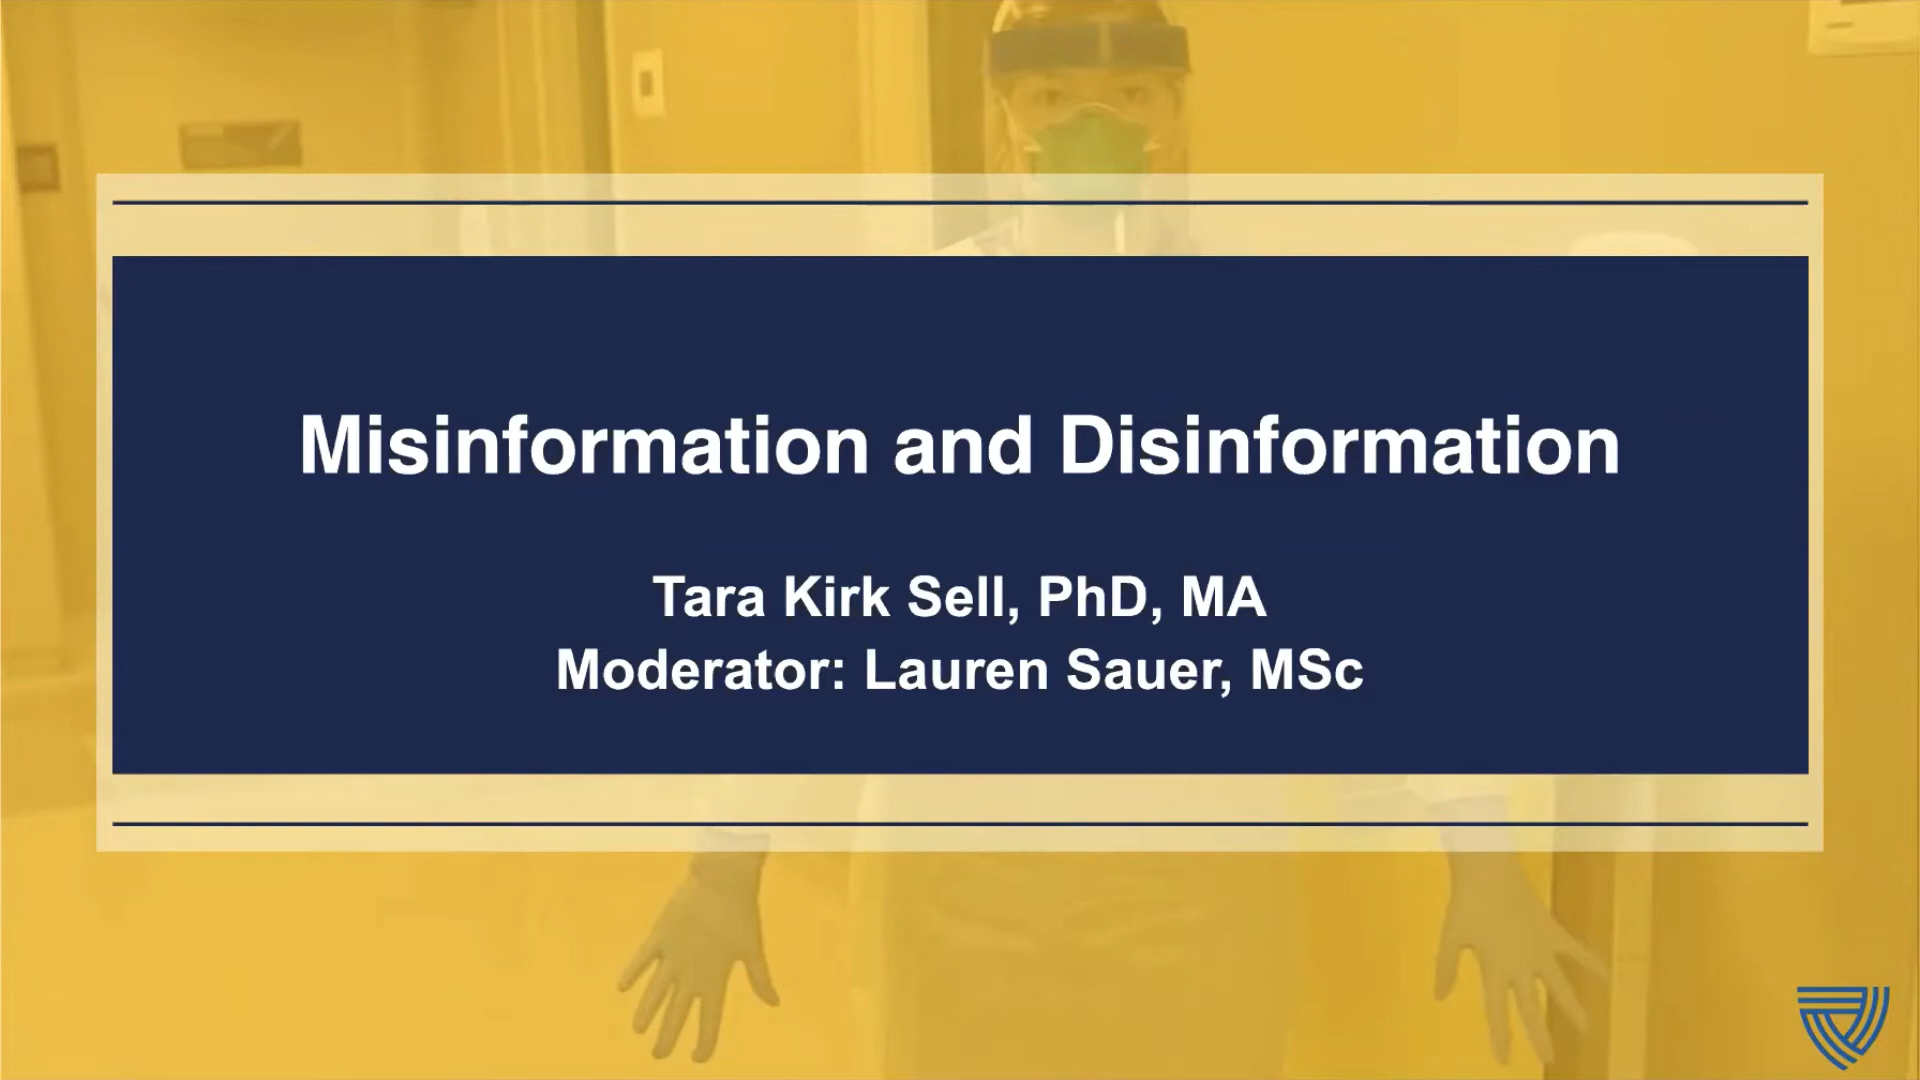 Misinformation and Disinformation
Tara Kirk Sell, PhD, MA
Moderator: Lauren Sauer, MSc